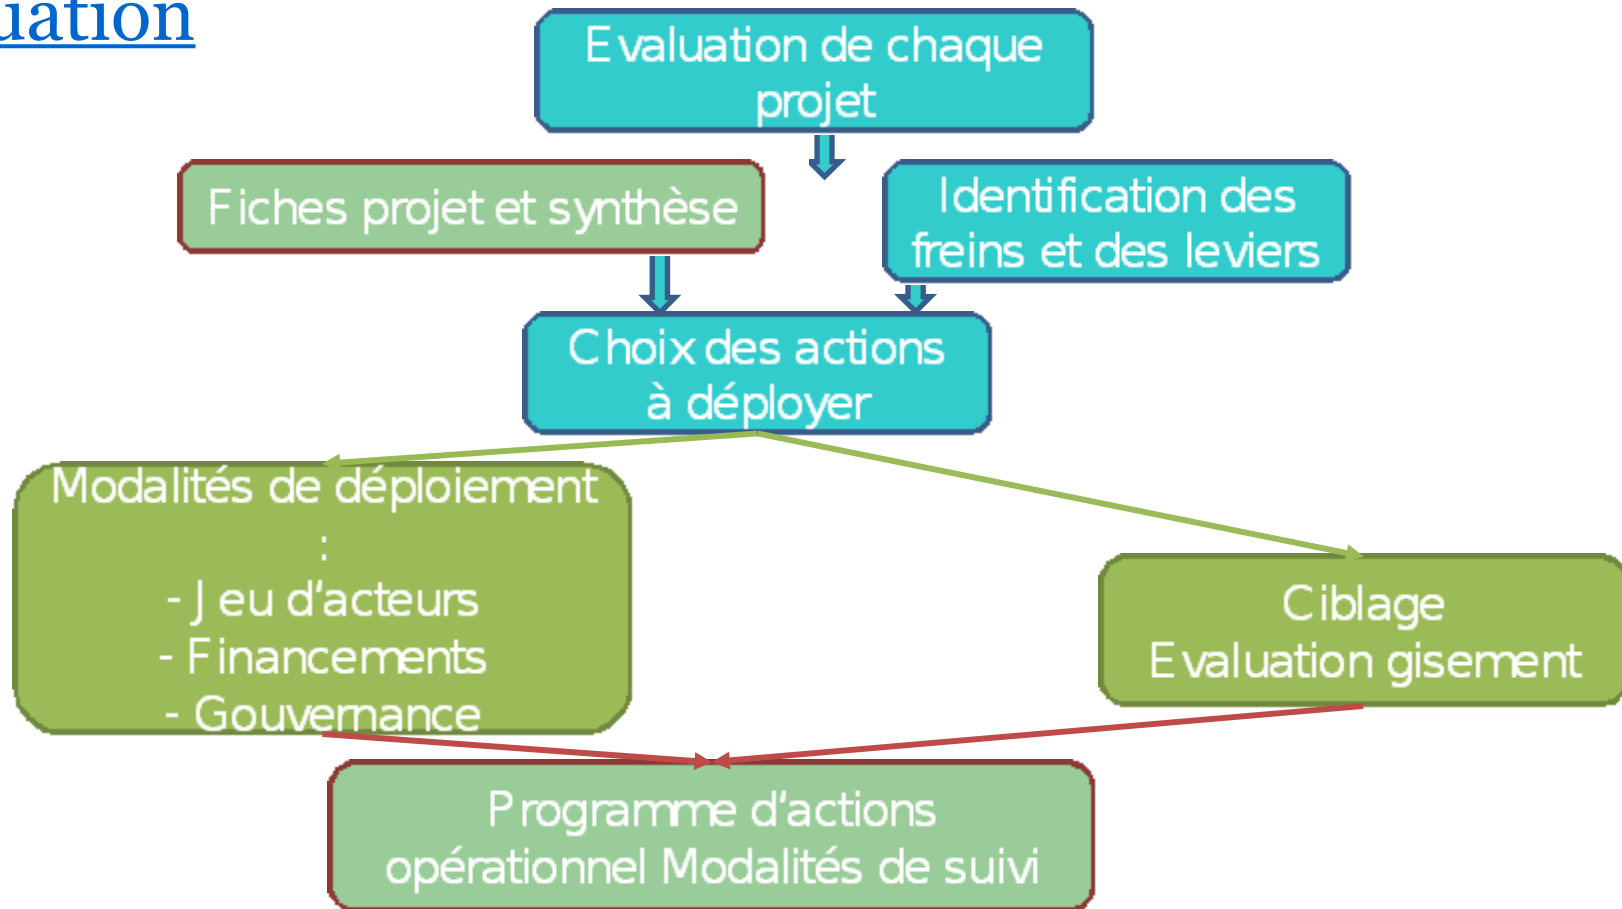 uation
Evaluation de chaque
projet
Fiches projet et synthèse
Identification des
freins et des leviers
Choix des actions
à déployer
Modalités de déploiement
:
- Jeu d'acteurs
- Financements
- Gouvernance
Ciblage
Evaluation gisement
Programme d'actions
opérationnel Modalités de suivi